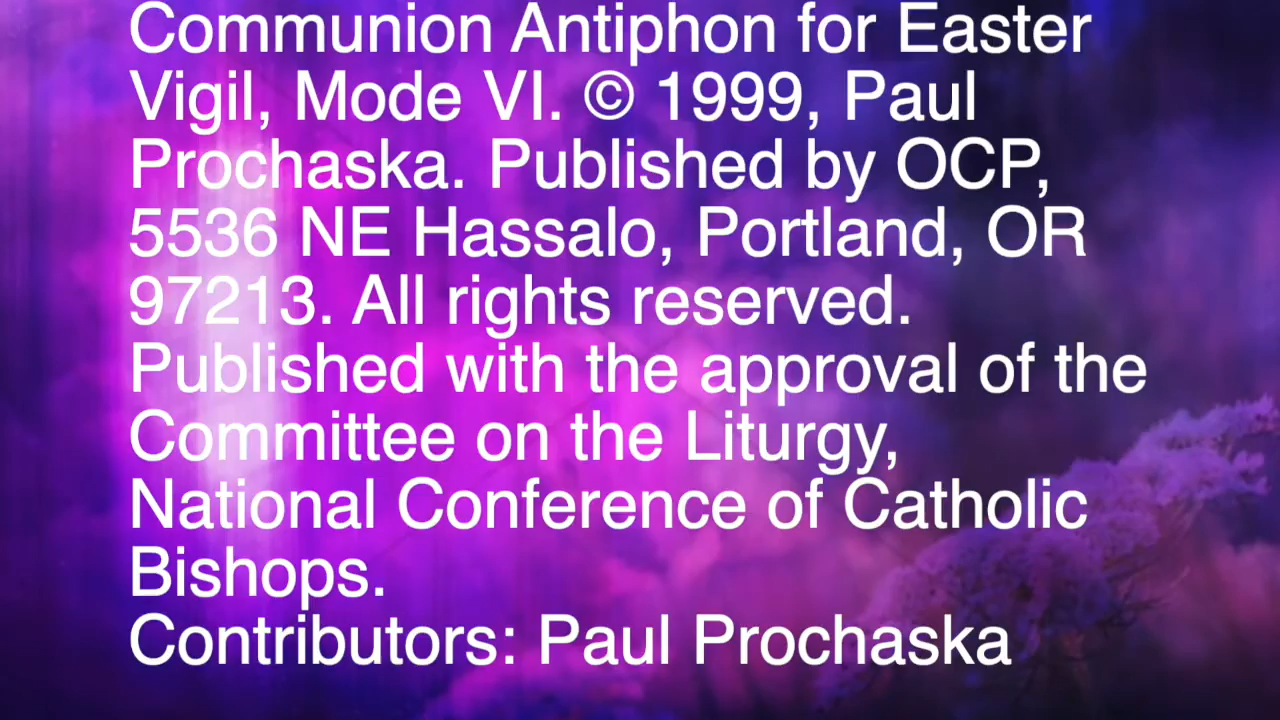 Communion Antiphon for Easter
Vigil, Mode VI. © 1999, Paul
Prochaska. Published by OCP,
5536 NE Hassalo, Portland, OR
97213. All rights reserved.
Published with the approval of the
Committee on the Liturgy,
National Conference of Catholic
Bishops.
Contributors: Paul Prochaska